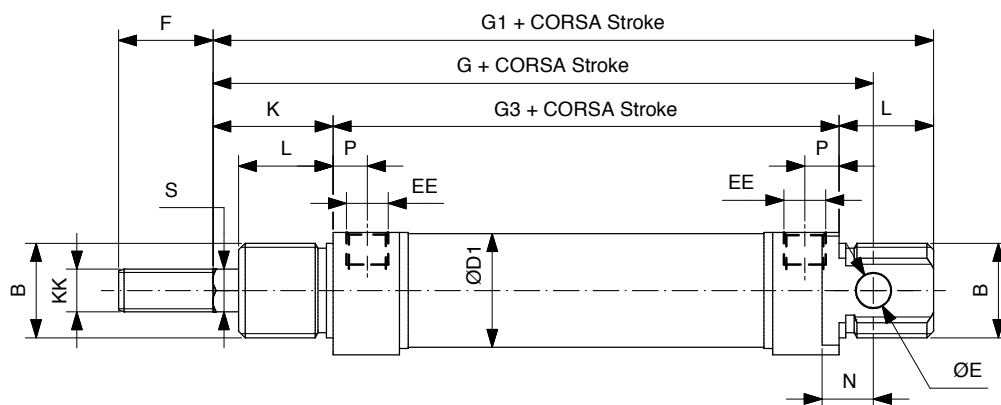 F
G1 + CORSA Stroke
G + CORSA Stroke
K
G3 + CORSA Stroke
L
L
P
P
S
EE
EE
B
KK
ØD1
B
N
ØE